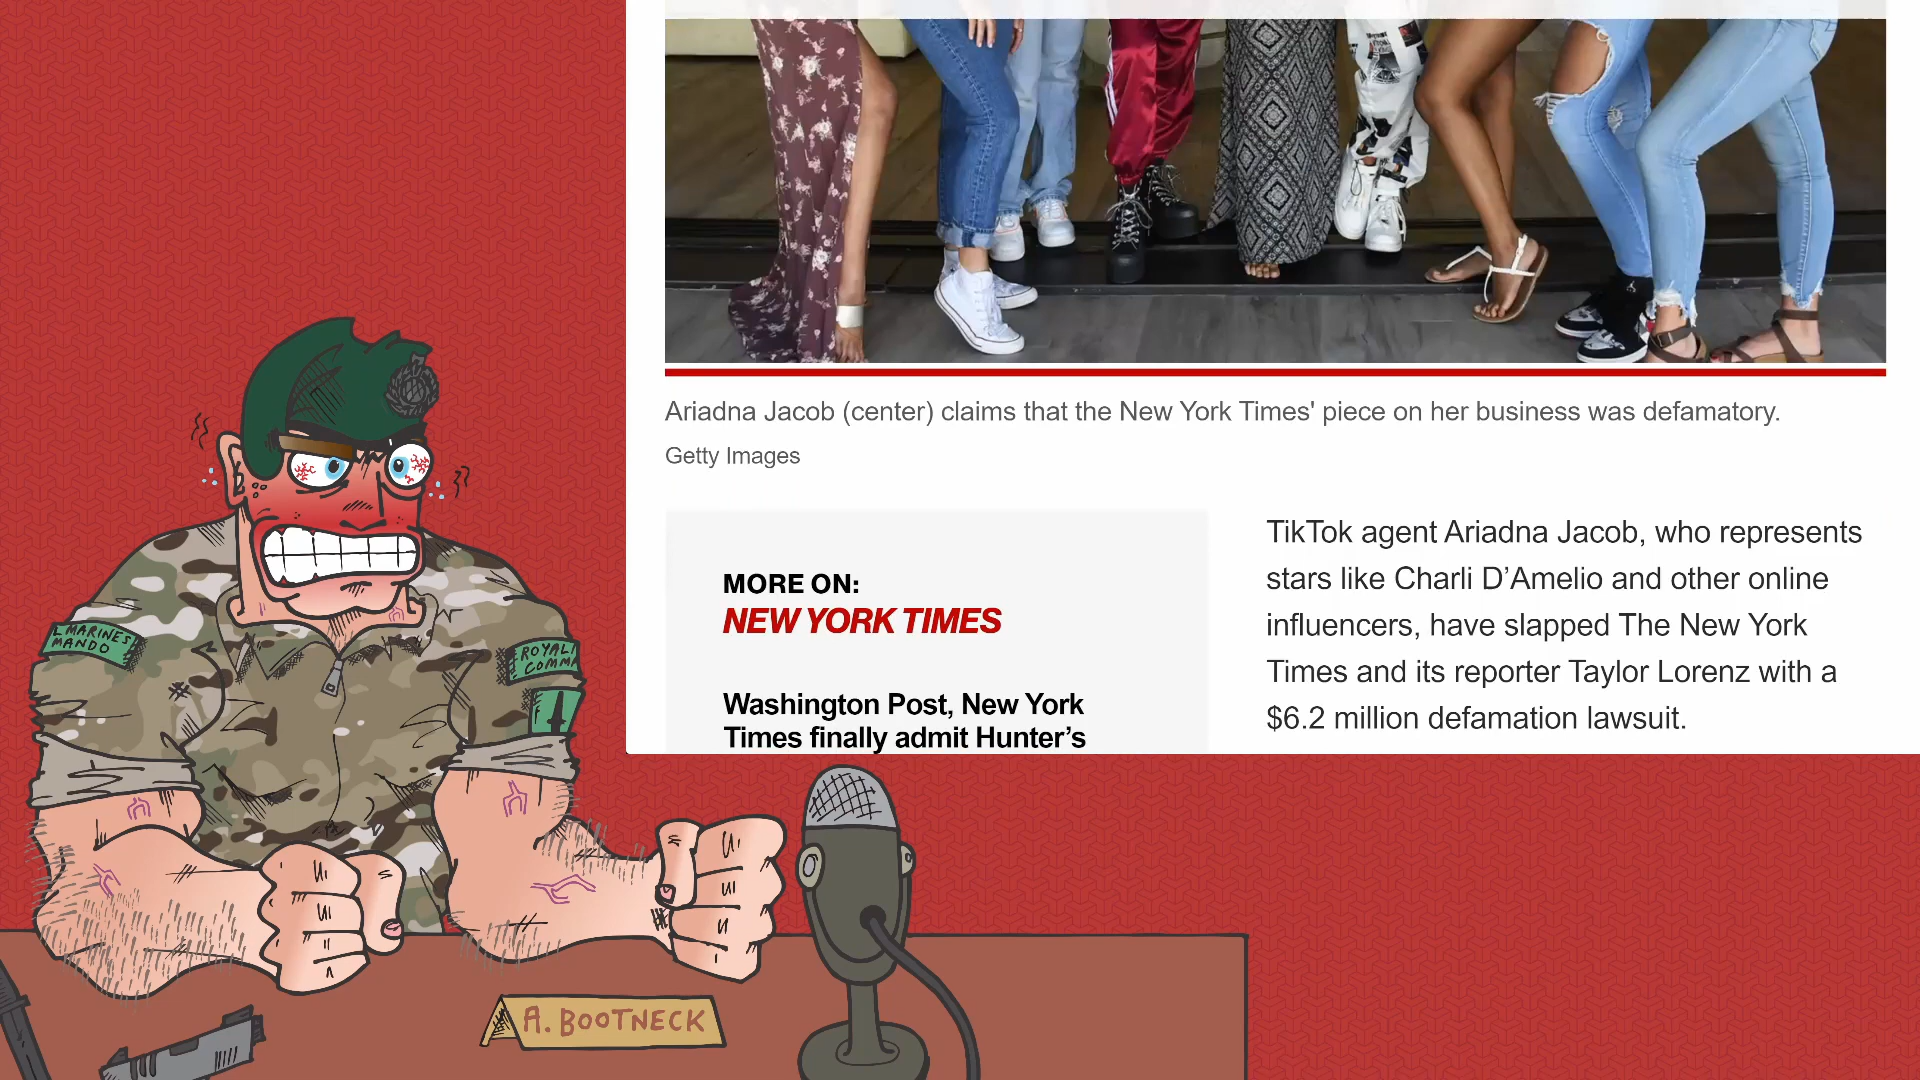 Ariadna Jacob (center) claims that the New York Times' piece on her business was defamatory.
Getty Images
MORE ON:
NEW YORK TIMES
Washington Post, New York
Times finally admit Hunter’s
TikTok agent Ariadna Jacob, who represents
stars like Charli D’Amelio and other online
influencers, have slapped The New York
Times and its reporter Taylor Lorenz with a
$6.2 million defamation lawsuit.
L MARINES
MANDO
ROYAL
COMMA
A. BOOTNECK